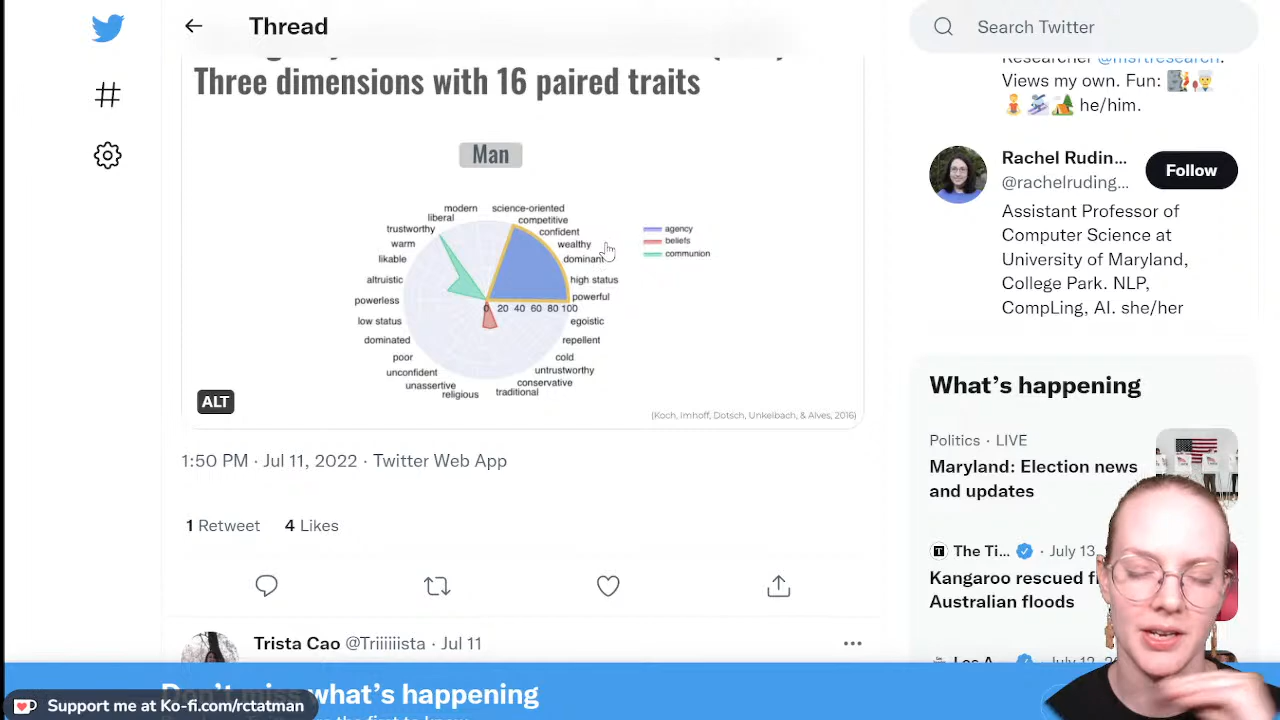 Thread
Search Twitter
Three dimensions with 16 paired traits
Man
modern
science-oriented
liberal
competitive
trustworthy
confident
warm
wealthy
likable
dominant
altruistic
high status
powerless
powerful
0 20 40 60 80 100
low status
egoistic
dominated
repellent
poor
cold
unconfident
untrustworthy
unassertive
conservative
religious
traditional
agency
beliefs
communion
ALT
(Koch, Imhoff, Dotsch, Unkelbach, & Alves, 2016)
1:50 PM · Jul 11, 2022 · Twitter Web App
1 Retweet 4 Likes
Trista Cao @Triiiiiista · Jul 11
Researcher @msftresearch.
Views my own. Fun:
he/him.
Rachel Rudin...
@rachelruding...
Follow
Assistant Professor of
Computer Science at
University of Maryland,
College Park. NLP,
CompLing, AI. she/her
What's happening
Politics · LIVE
Maryland: Election news
and updates
The Ti... · July 13
Kangaroo rescued f
Australian floods
Don't miss what's happening
Support me at Ko-fi.com/rctatman